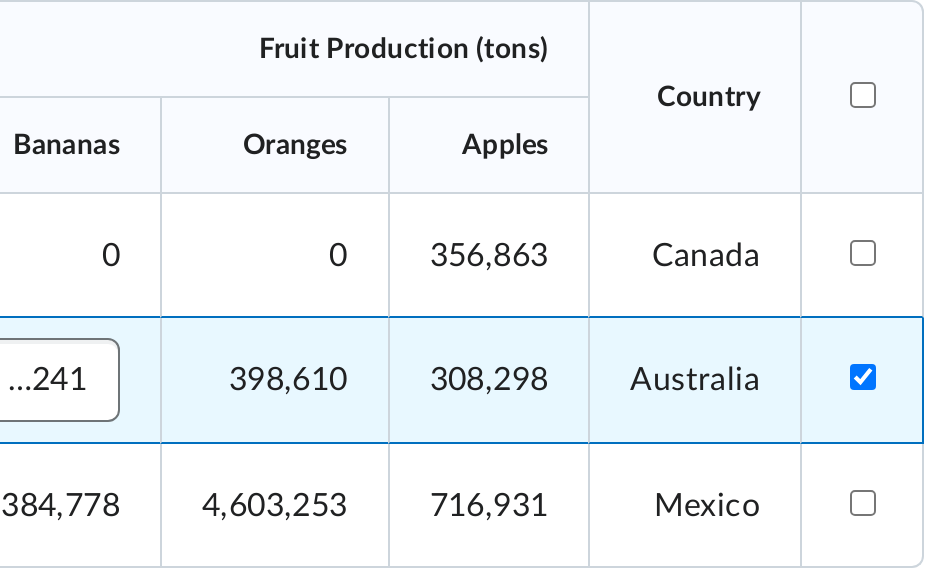 Fruit Production (tons)
Country
Bananas Oranges Apples
0 0 356,863 Canada
...241 398,610 308,298 Australia
384,778 4,603,253 716,931 Mexico